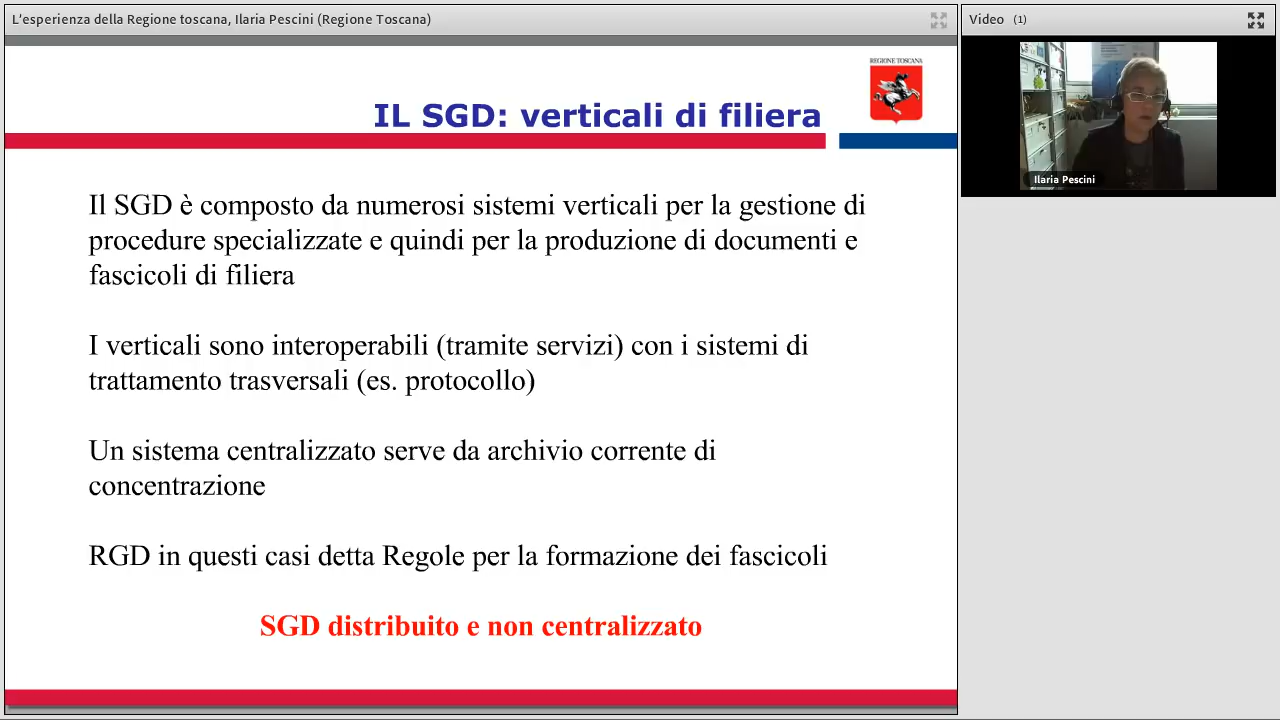 L'esperienza della Regione toscana, Ilaria Pescini (Regione Toscana)
Video (1)
REGIONE TOSCANA
IL SGD: verticali di filiera
Ilaria Pescini
Il SGD è composto da numerosi sistemi verticali per la gestione di
procedure specializzate e quindi per la produzione di documenti e
fascicoli di filiera
I verticali sono interoperabili (tramite servizi) con i sistemi di
trattamento trasversali (es. protocollo)
Un sistema centralizzato serve da archivio corrente di
concentrazione
RGD in questi casi detta Regole per la formazione dei fascicoli
SGD distribuito e non centralizzato